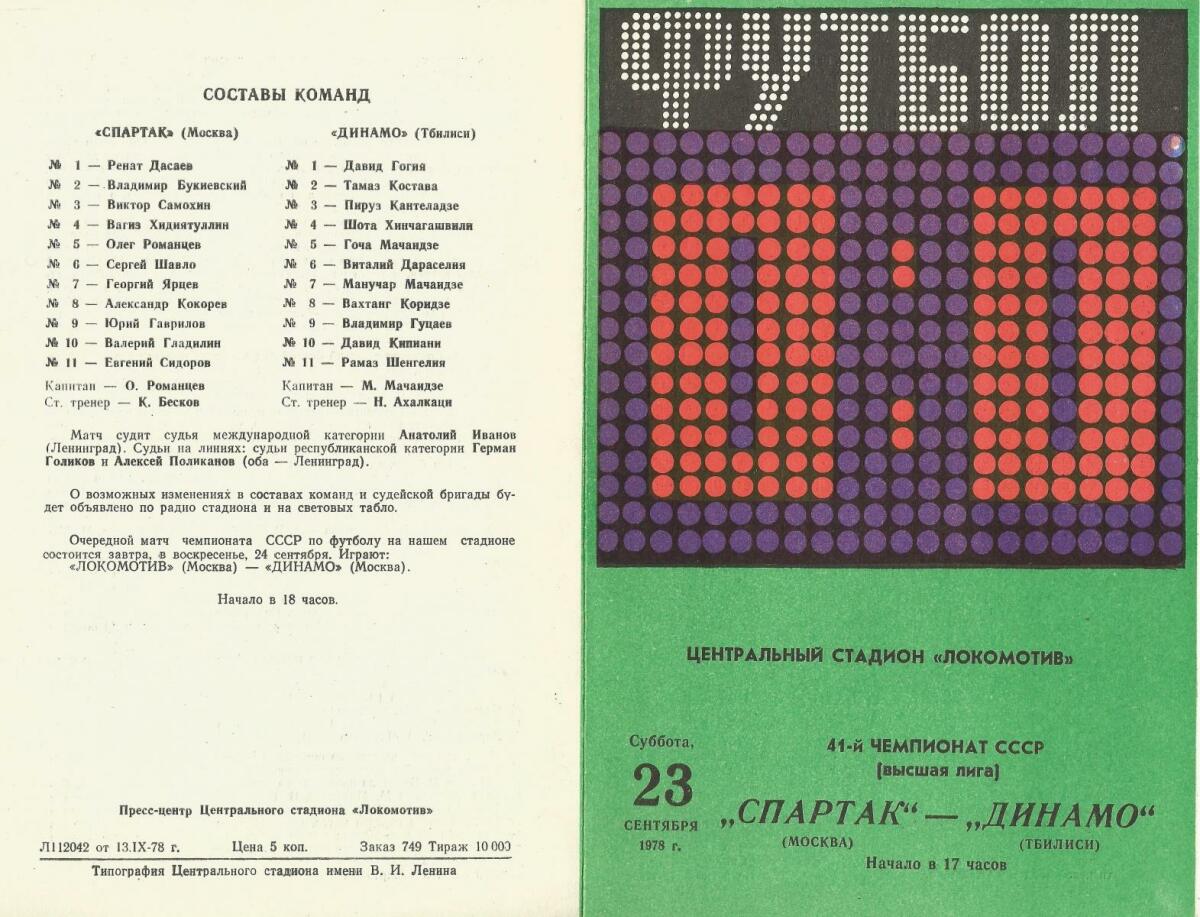 СОСТАВЫ КОМАНД
«СПАРТАК» (Москва)
№ 1 — Ренат Дасаев
№ 2 — Владимир Букиевский
№ 3 — Виктор Самохин
№ 4 — Вагиз Хидиятуллин
№ 5 — Олег Романцев
№ 6 — Сергей Шавло
№ 7 — Георгий Ярцев
№ 8 — Александр Кокорев
№ 9 — Юрий Гаврилов
№ 10 — Валерий Гладилин
№ 11 — Евгений Сидоров
Капитан — О. Романцев
Ст. тренер — К. Бесков
«ДИНАМО» (Тбилиси)
№ 1 — Давид Гогия
№ 2 — Тамаз Костава
№ 3 — Пируз Кантеладзе
№ 4 — Шота Хинчагашвили
№ 5 — Гоча Мачаидзе
№ 6 — Виталий Дараселия
№ 7 — Манучар Мачаидзе
№ 8 — Вахтанг Коридзе
№ 9 — Владимир Гуцаев
№ 10 — Давид Кипиани
№ 11 — Рамаз Шенгелия
Капитан — М. Мачаидзе
Ст. тренер — Н. Ахалкаци
Матч судит судья международной категории Анатолий Иванов
(Ленинград). Судьи на линиях: судьи республиканской категории Герман
Голиков и Алексей Поликанов (оба — Ленинград).
О возможных изменениях в составах команд и судейской бригады бу-
дет объявлено по радио стадиона и на световых табло.
Очередной матч чемпионата СССР по футболу на нашем стадионе
состоится завтра, в воскресенье, 24 сентября. Играют:
«ЛОКОМОТИВ» (Москва) — «ДИНАМО» (Москва).
Начало в 18 часов.
Пресс-центр Центрального стадиона «Локомотив»
Л112042 от 13.IX-78 г. Цена 5 коп. Заказ 749 Тираж 10 000
Типография Центрального стадиона имени В. И. Ленина
ФУТБОЛ
0:0
ЦЕНТРАЛЬНЫЙ СТАДИОН «ЛОКОМОТИВ»
Суббота,
23
СЕНТЯБРЯ
1978 г.
41-й ЧЕМПИОНАТ СССР
(высшая лига)
„СПАРТАК“ — „ДИНАМО“
(МОСКВА) (ТБИЛИСИ)
Начало в 17 часов